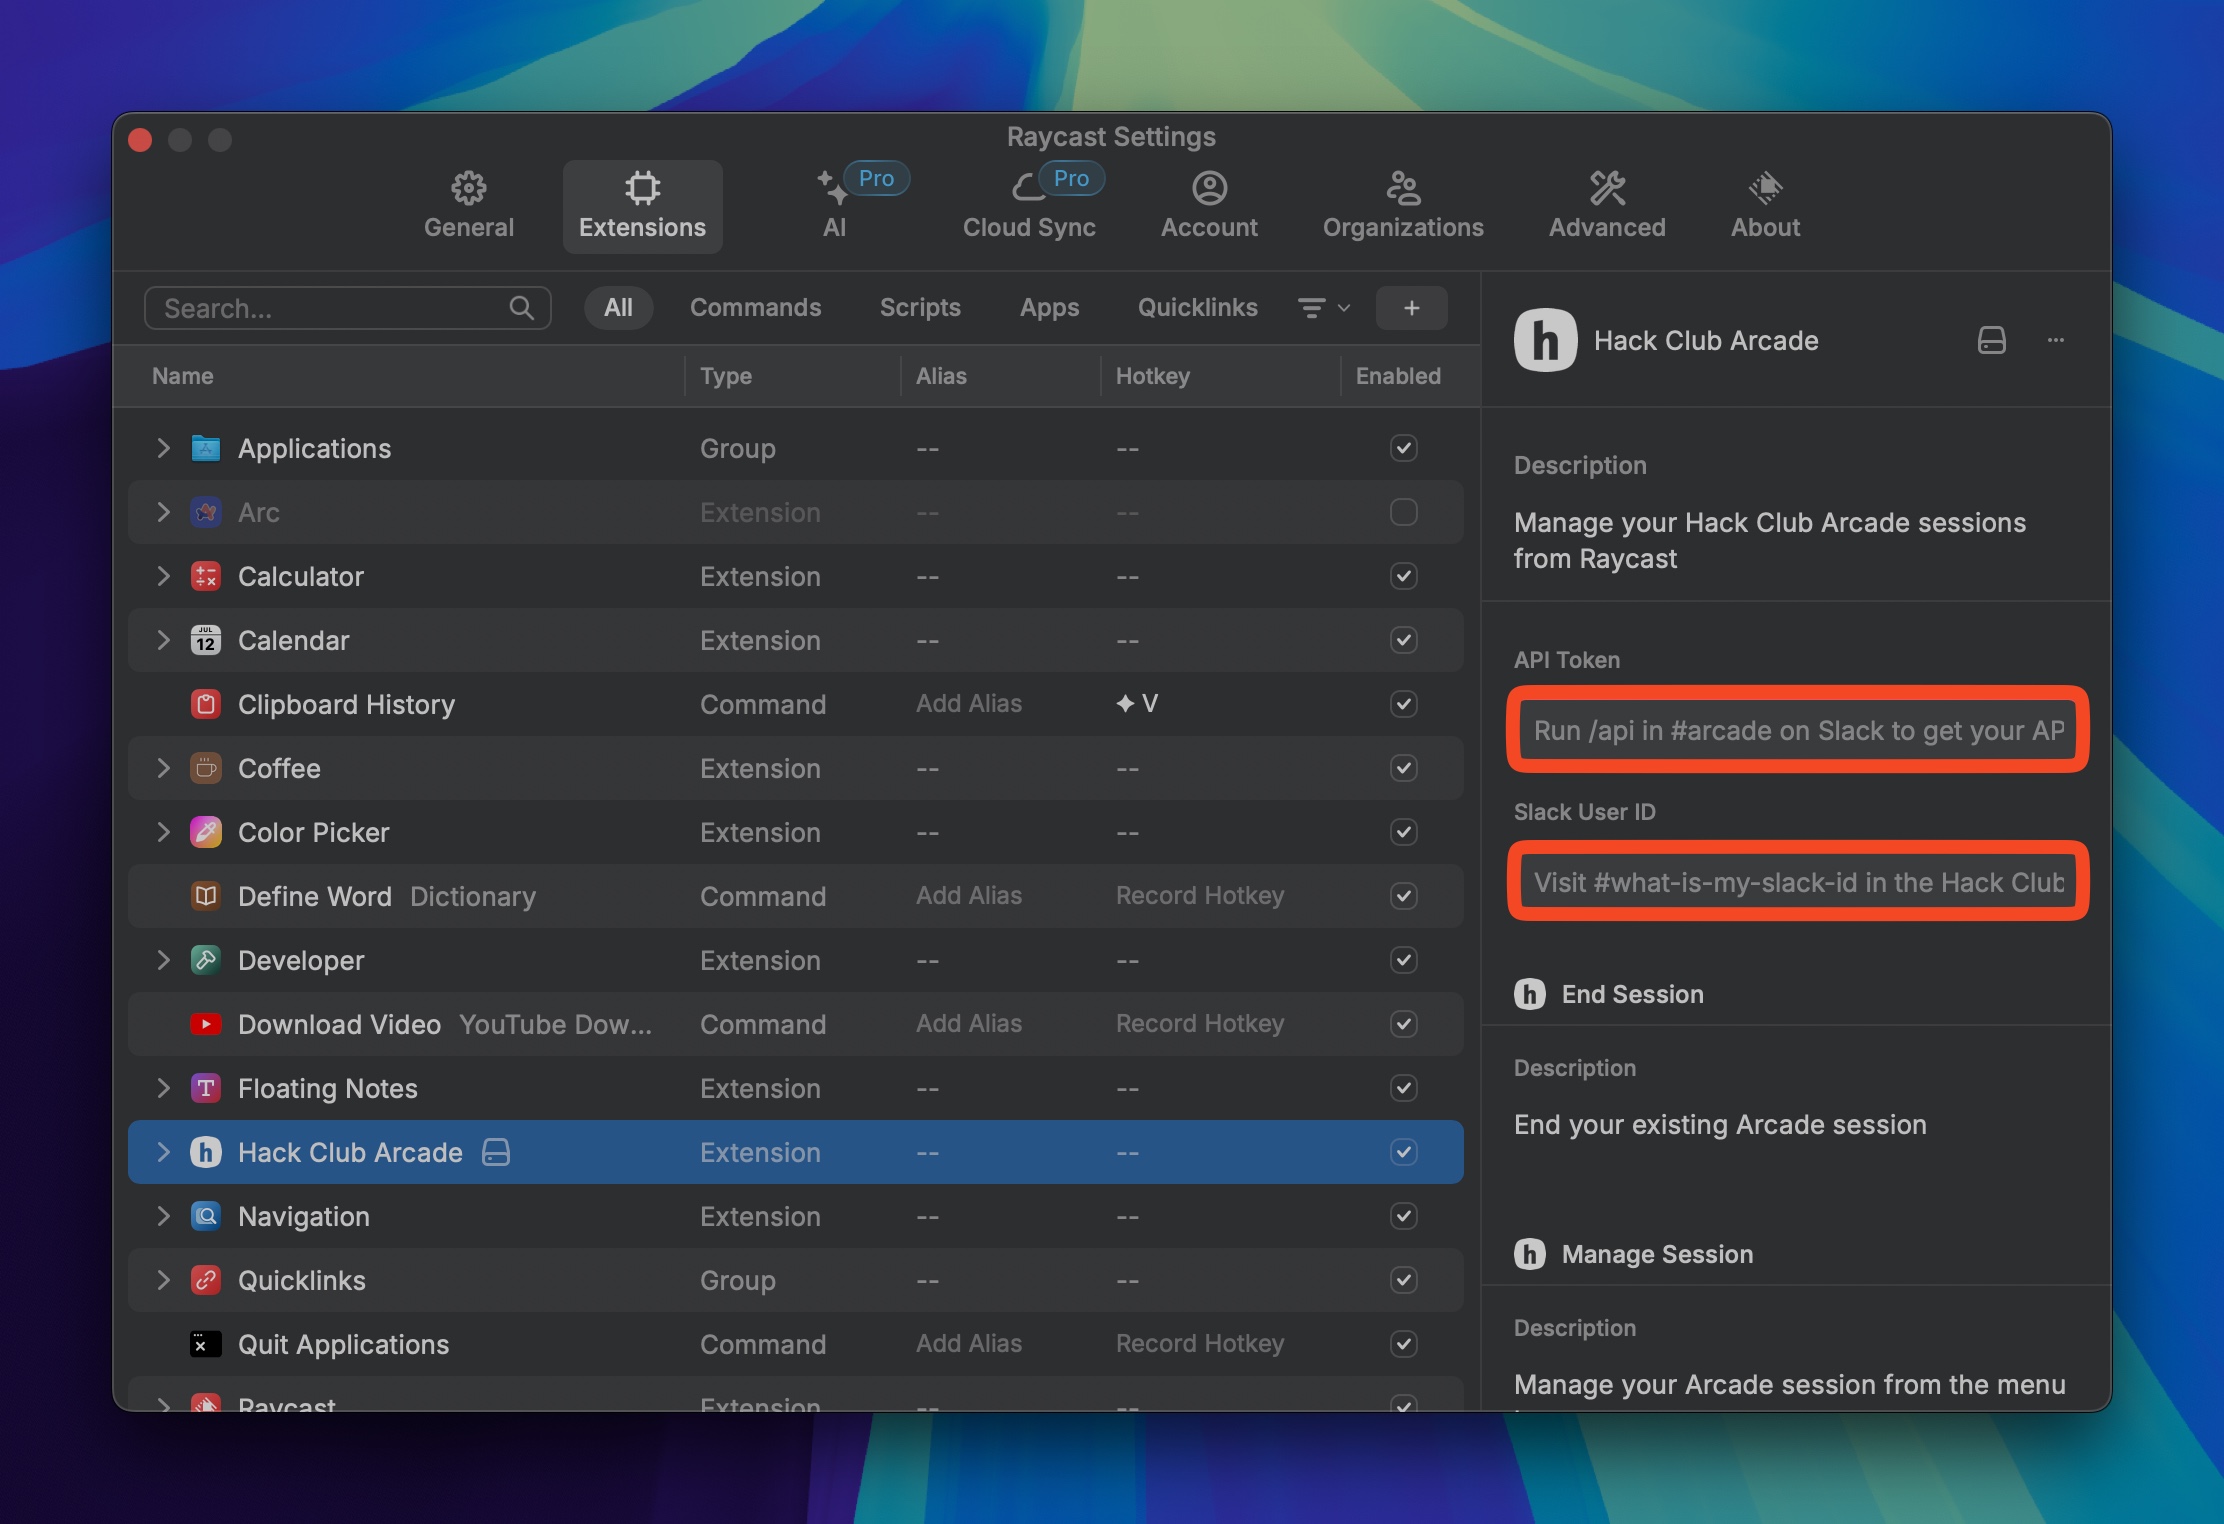 Raycast Settings
General
Extensions
Pro
AI
Pro
Cloud Sync
Account
Organizations
Advanced
About
Search...
All
Commands
Scripts
Apps
Quicklinks
+
Name Type Alias Hotkey Enabled
Applications Group -- --
Arc Extension -- --
Calculator Extension -- --
JUL
12
Calendar Extension -- --
Clipboard History Command Add Alias V
Coffee Extension -- --
Color Picker Extension -- --
Define Word Dictionary Command Add Alias Record Hotkey
Developer Extension -- --
Download Video YouTube Dow... Command Add Alias Record Hotkey
T Floating Notes Extension -- --
h Hack Club Arcade Extension -- --
Navigation Extension -- --
Quicklinks Group -- --
Quit Applications Command Add Alias Record Hotkey
Raycast Extension -- --
h Hack Club Arcade
Description
Manage your Hack Club Arcade sessions
from Raycast
API Token
Run /api in #arcade on Slack to get your AP
Slack User ID
Visit #what-is-my-slack-id in the Hack Club
h End Session
Description
End your existing Arcade session
h Manage Session
Description
Manage your Arcade session from the menu